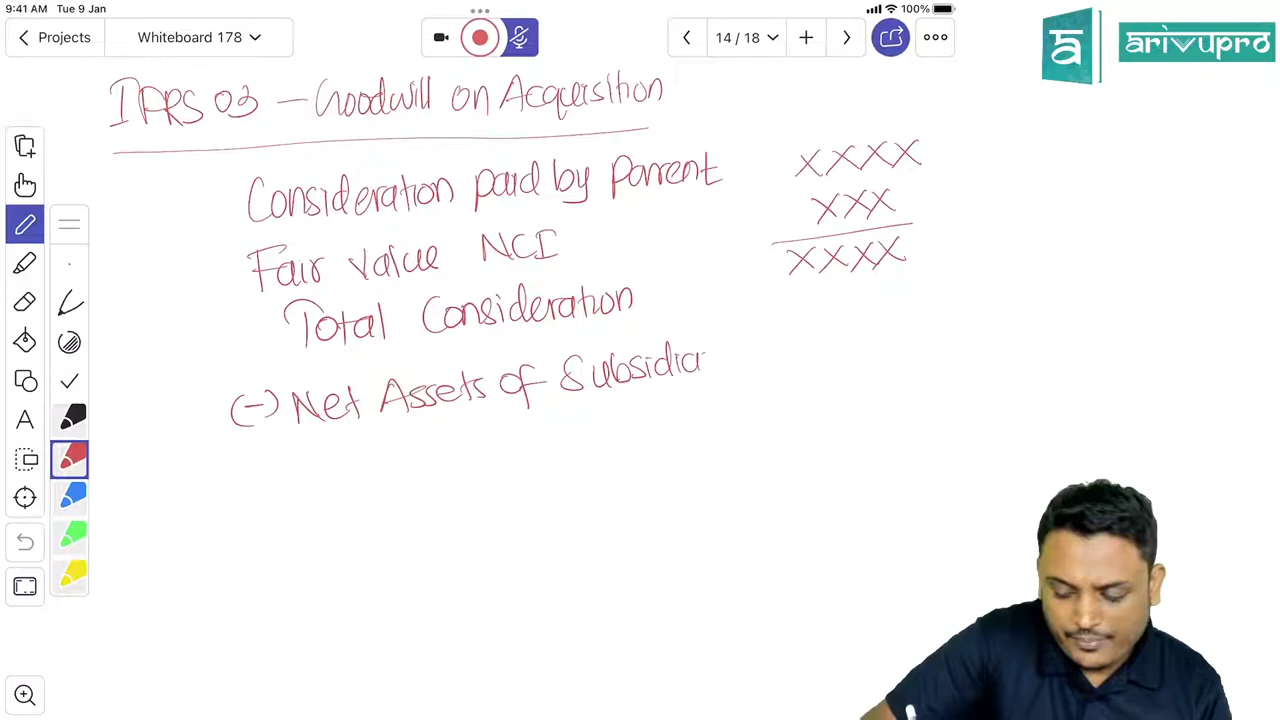 9:41 AM Tue 9 Jan
100%
Projects
Whiteboard 178
14 / 18
arivupro
IFRS 03 - Goodwill on Acquisition
Consideration paid by Parrent XXXX
Fair value NCI XXX
Total Consideration XXXX
(-) Net Assets of Subsidiar